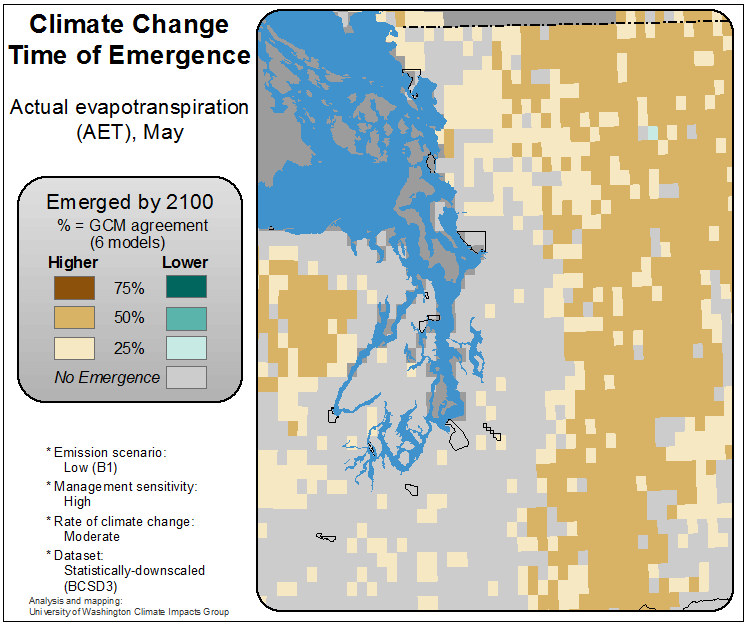 Climate Change
Time of Emergence
Actual evapotranspiration
(AET), May
Emerged by 2100
% = GCM agreement
(6 models)
Higher Lower
75%
50%
25%
No Emergence
* Emission scenario:
Low (B1)
* Management sensitivity:
High
* Rate of climate change:
Moderate
* Dataset:
Statistically-downscaled
(BCSD3)
Analysis and mapping:
University of Washington Climate Impacts Group